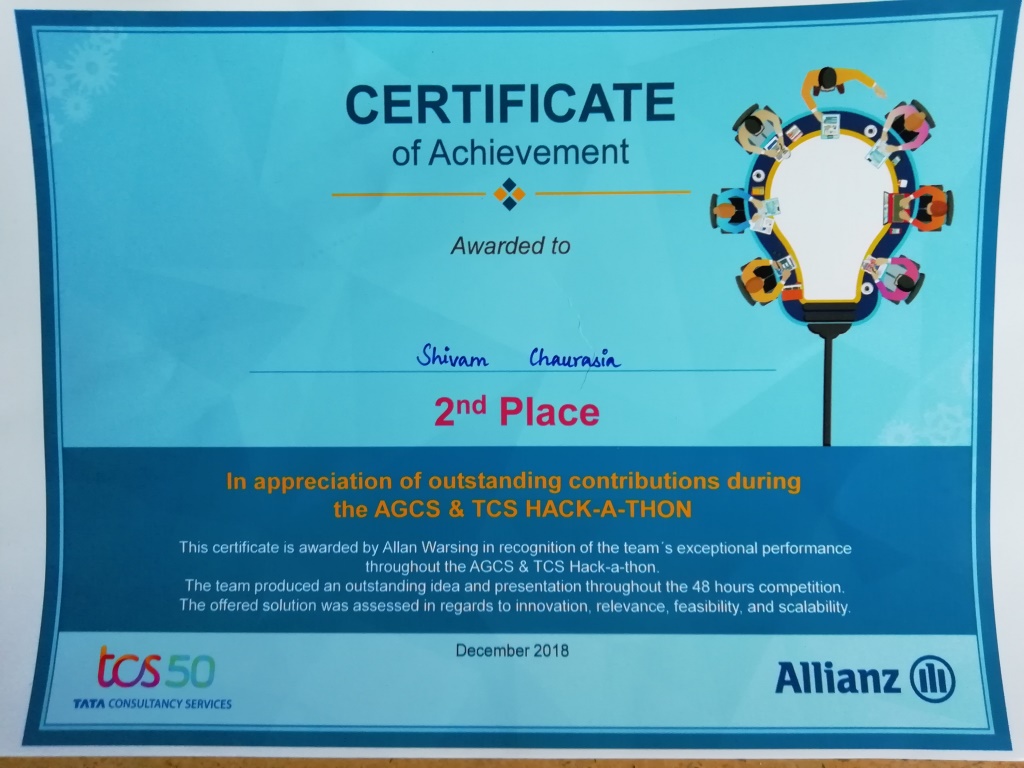 CERTIFICATE
of Achievement
Awarded to
Shivam Chaurasia
2nd Place
In appreciation of outstanding contributions during
the AGCS & TCS HACK-A-THON
This certificate is awarded by Allan Warsing in recognition of the team´s exceptional performance
throughout the AGCS & TCS Hack-a-thon.
The team produced an outstanding idea and presentation throughout the 48 hours competition.
The offered solution was assessed in regards to innovation, relevance, feasibility, and scalability.
December 2018
tcs 50
TATA CONSULTANCY SERVICES
Allianz